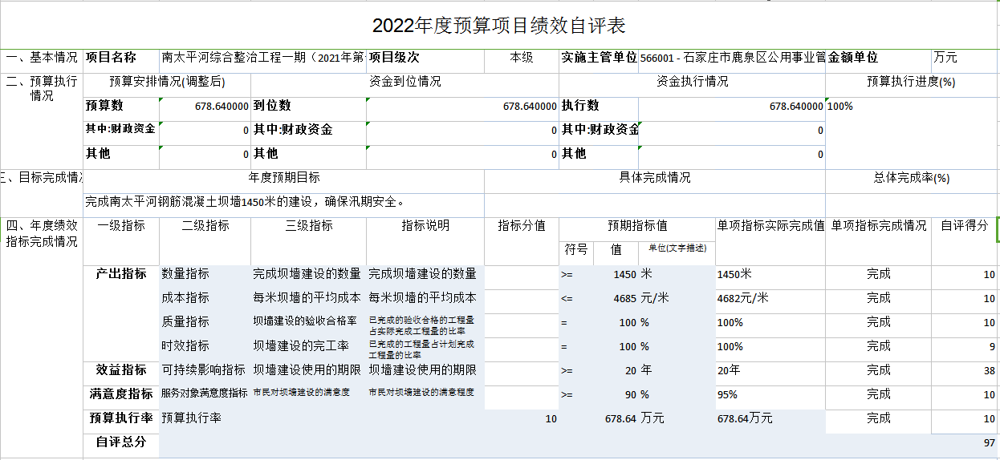 2022年度预算项目绩效自评表
一、基本情况 项目名称 南太平河综合整治工程一期（2021年第 项目级次 本级 实施主管单位 566001 - 石家庄市鹿泉区公用事业管 金额单位 万元
二、预算执行情况 预算安排情况(调整后) 资金到位情况 资金执行情况 预算执行进度(%)
预算数 678.640000 到位数 678.640000 执行数 678.640000 100%
其中:财政资金 0 其中:财政资金 0 其中:财政资金 0
其他 0 其他 0 其他 0
三、目标完成情况 年度预期目标 具体完成情况 总体完成率(%)
完成南太平河钢筋混凝土坝墙1450米的建设，确保汛期安全。
四、年度绩效指标完成情况 一级指标 二级指标 三级指标 指标说明 指标分值 预期指标值 单项指标实际完成值 单项指标完成情况 自评得分
符号 值 单位(文字描述)
产出指标 数量指标 完成坝墙建设的数量 完成坝墙建设的数量 >= 1450 米 1450米 完成 10
成本指标 每米坝墙的平均成本 每米坝墙的平均成本 <= 4685 元/米 4682元/米 完成 10
质量指标 坝墙建设的验收合格率 已完成的验收合格的工程量占实际完成工程量的比率 = 100 % 100% 完成 10
时效指标 坝墙建设的完工率 已完成的工程量占计划完成工程量的比率 = 100 % 100% 完成 9
效益指标 可持续影响指标 坝墙建设使用的期限 坝墙建设使用的期限 >= 20 年 20年 完成 38
满意度指标 服务对象满意度指标 市民对坝墙建设的满意度 市民对坝墙建设的满意程度 >= 90 % 95% 完成 10
预算执行率 预算执行率 10 678.64 万元 678.64万元 完成 10
自评总分 97